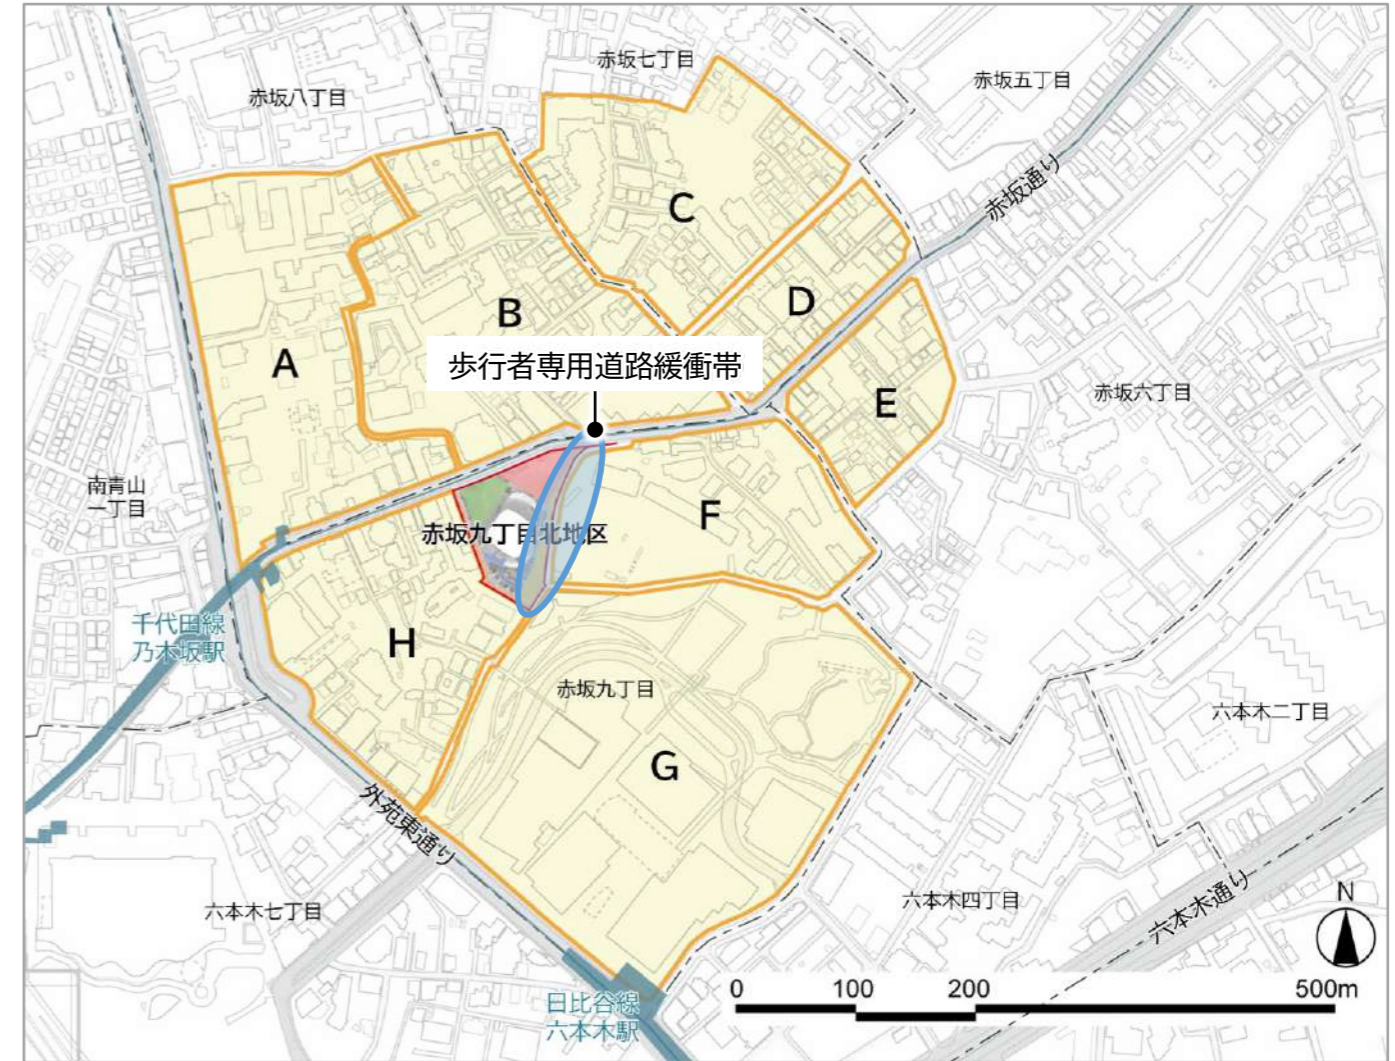 赤坂七丁目
赤坂五丁目
赤坂八丁目
赤坂通り
C
D
B
A
歩行者専用道路緩衝帯
E
赤坂六丁目
南青山
一丁目
F
赤坂九丁目北地区
千代田線
乃木坂駅
H
赤坂九丁目
六本木二丁目
G
外苑東通り
六本木七丁目
六本木四丁目
六本木通り
N
日比谷線
六本木駅
0 100 200 500m